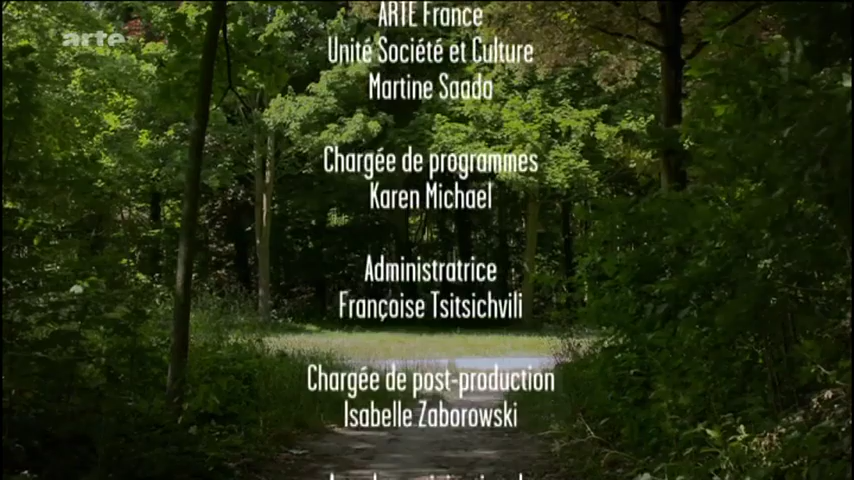 arte
ARTE France
Unité Société et Culture
Martine Saada
Chargée de programmes
Karen Michael
Administratrice
Françoise Tsitsichvili
Chargée de post-production
Isabelle Zaborowski